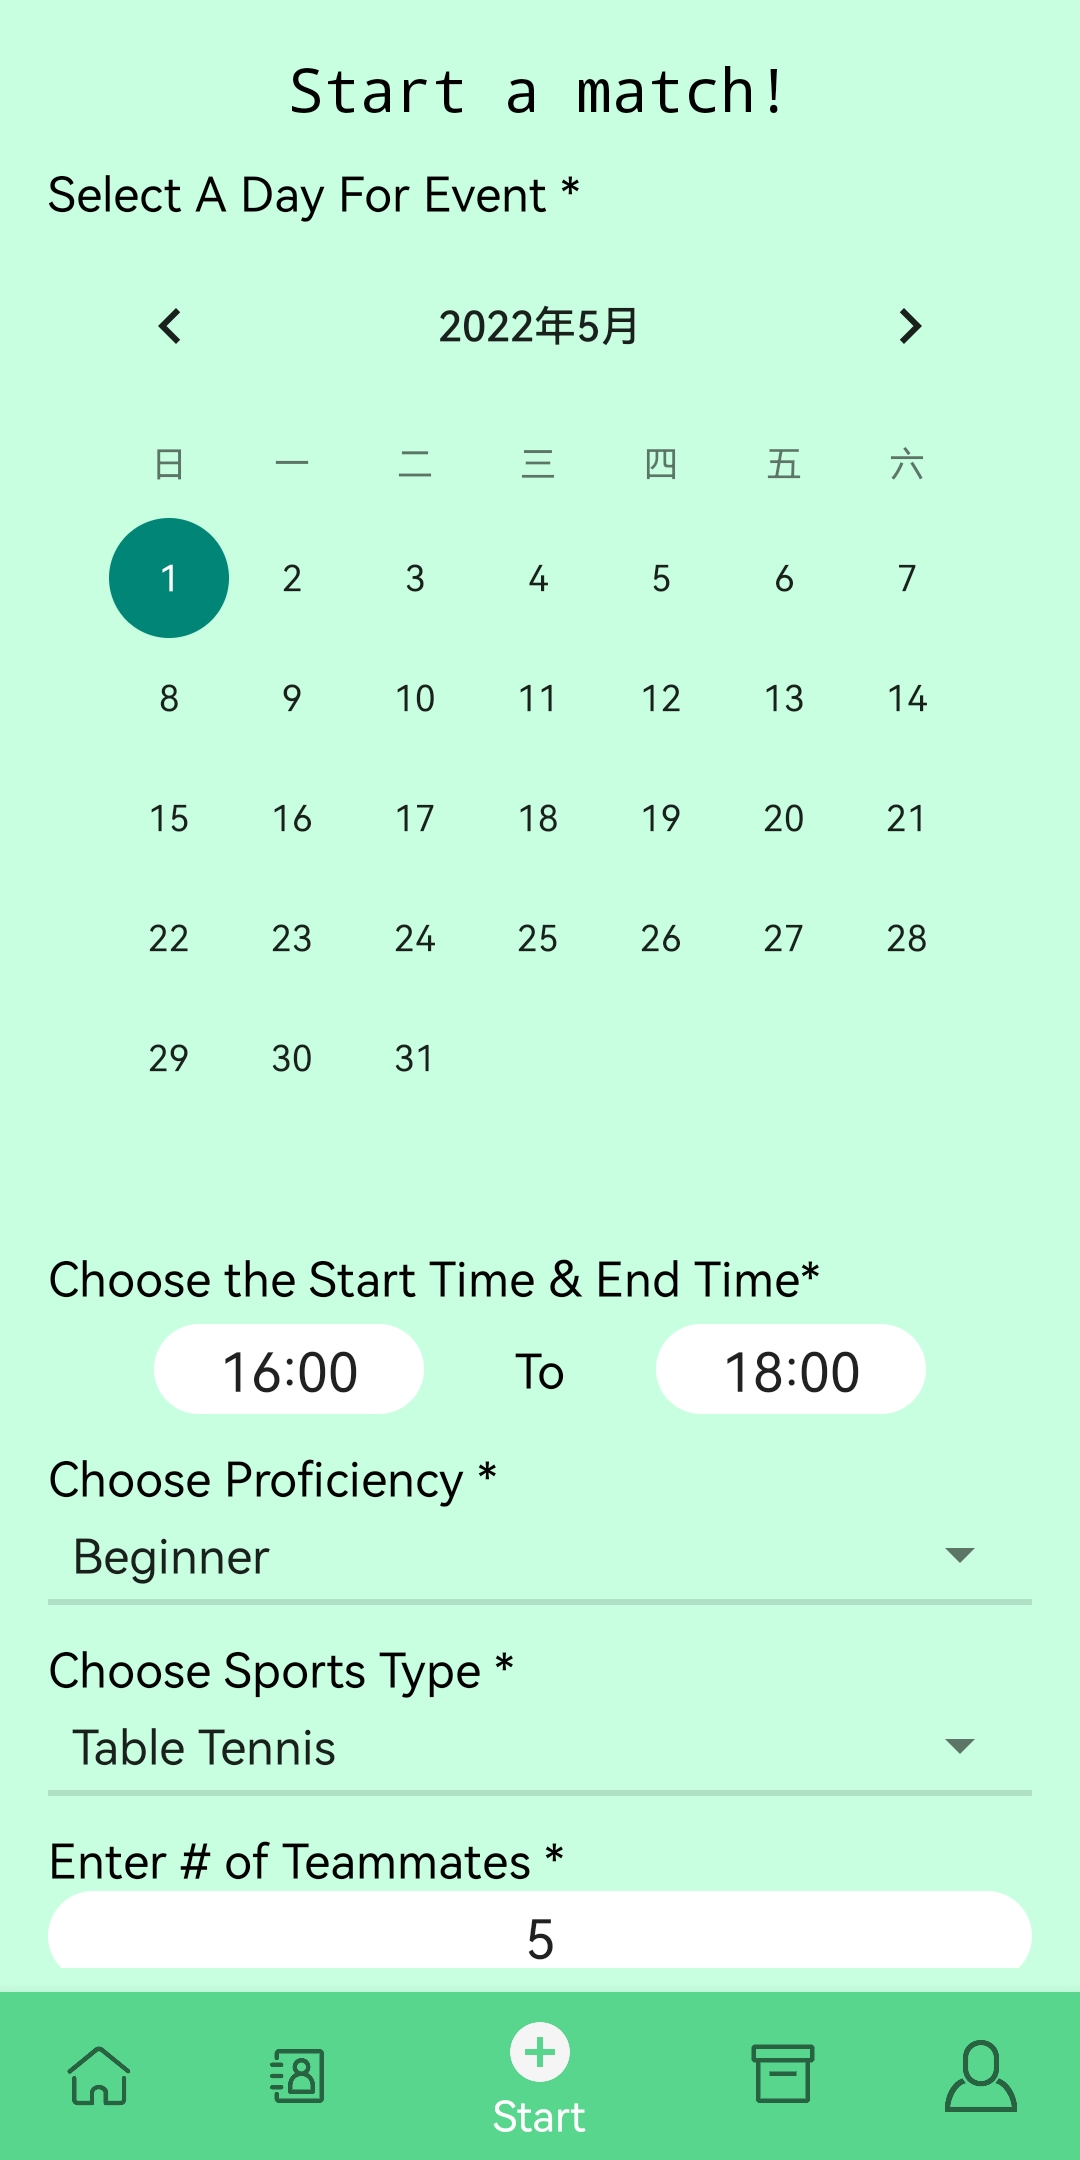 Start a match!
Select A Day For Event *
2022年5月
日 一 二 三 四 五 六
1 2 3 4 5 6 7
8 9 10 11 12 13 14
15 16 17 18 19 20 21
22 23 24 25 26 27 28
29 30 31
Choose the Start Time & End Time*
16:00 To 18:00
Choose Proficiency *
Beginner
Choose Sports Type *
Table Tennis
Enter # of Teammates *
5
Start